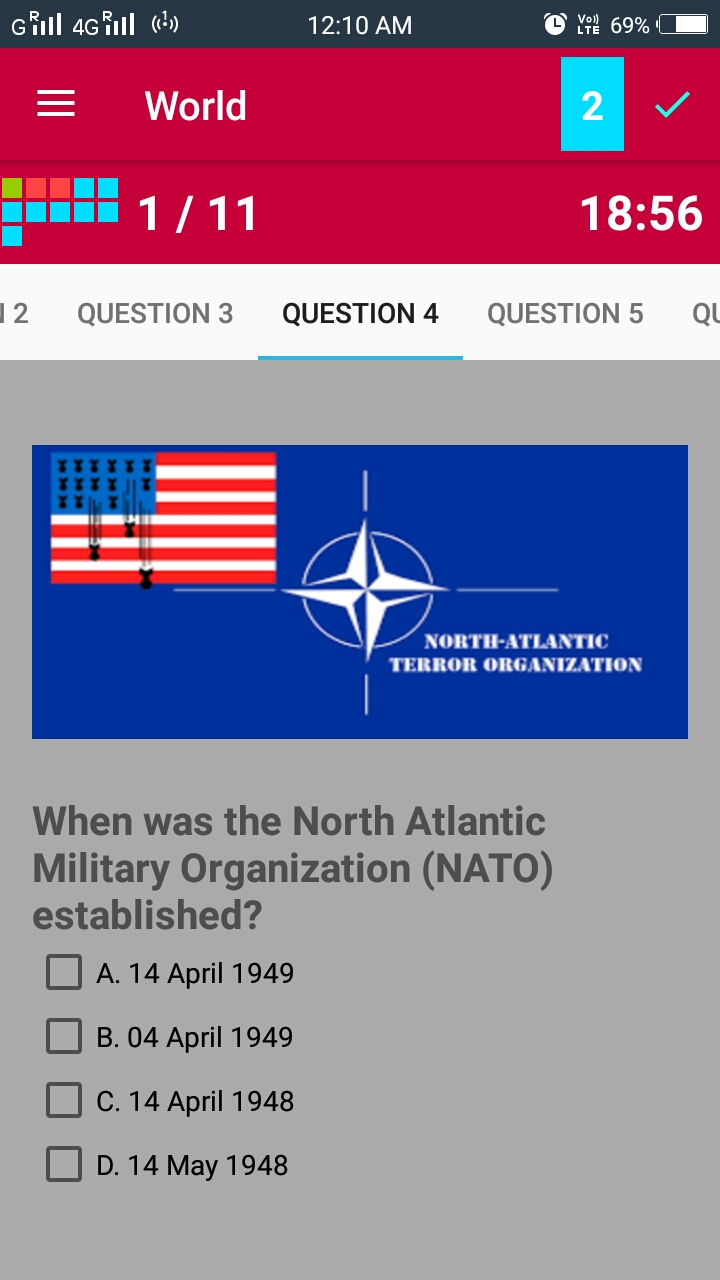 G R 4G R 12:10 AM Vo)) LTE 69%
World 2
1 / 11 18:56
N 2 QUESTION 3 QUESTION 4 QUESTION 5 QU
NORTH-ATLANTIC
TERROR ORGANIZATION
When was the North Atlantic
Military Organization (NATO)
established?
A. 14 April 1949
B. 04 April 1949
C. 14 April 1948
D. 14 May 1948